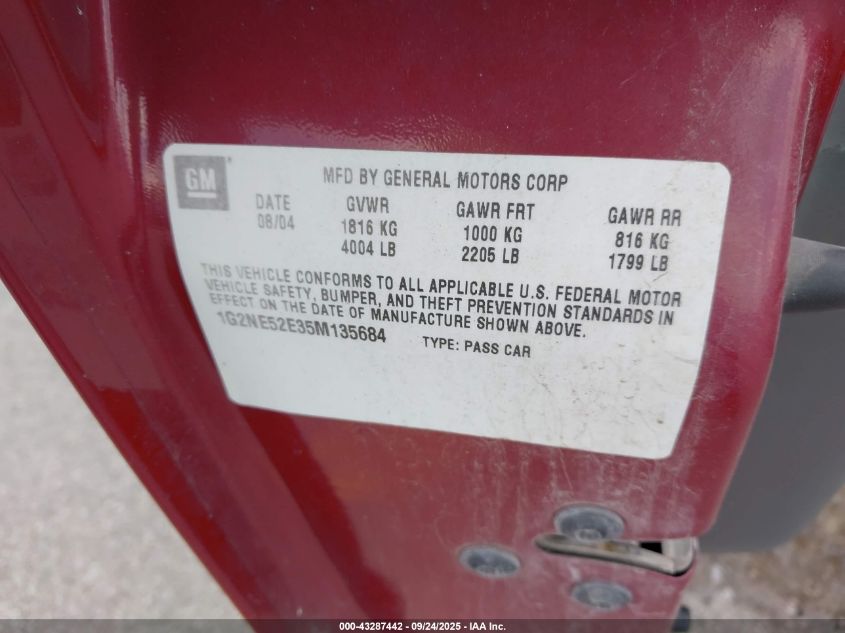 GM
MFD BY GENERAL MOTORS CORP
DATE GVWR GAWR FRT GAWR RR
08/04 1816 KG 1000 KG 816 KG
4004 LB 2205 LB 1799 LB
THIS VEHICLE CONFORMS TO ALL APPLICABLE U.S. FEDERAL MOTOR
VEHICLE SAFETY, BUMPER, AND THEFT PREVENTION STANDARDS IN
EFFECT ON THE DATE OF MANUFACTURE SHOWN ABOVE.
1G2NE52E35M135684 TYPE: PASS CAR
000-43287442 - 09/24/2025 - IAA Inc.